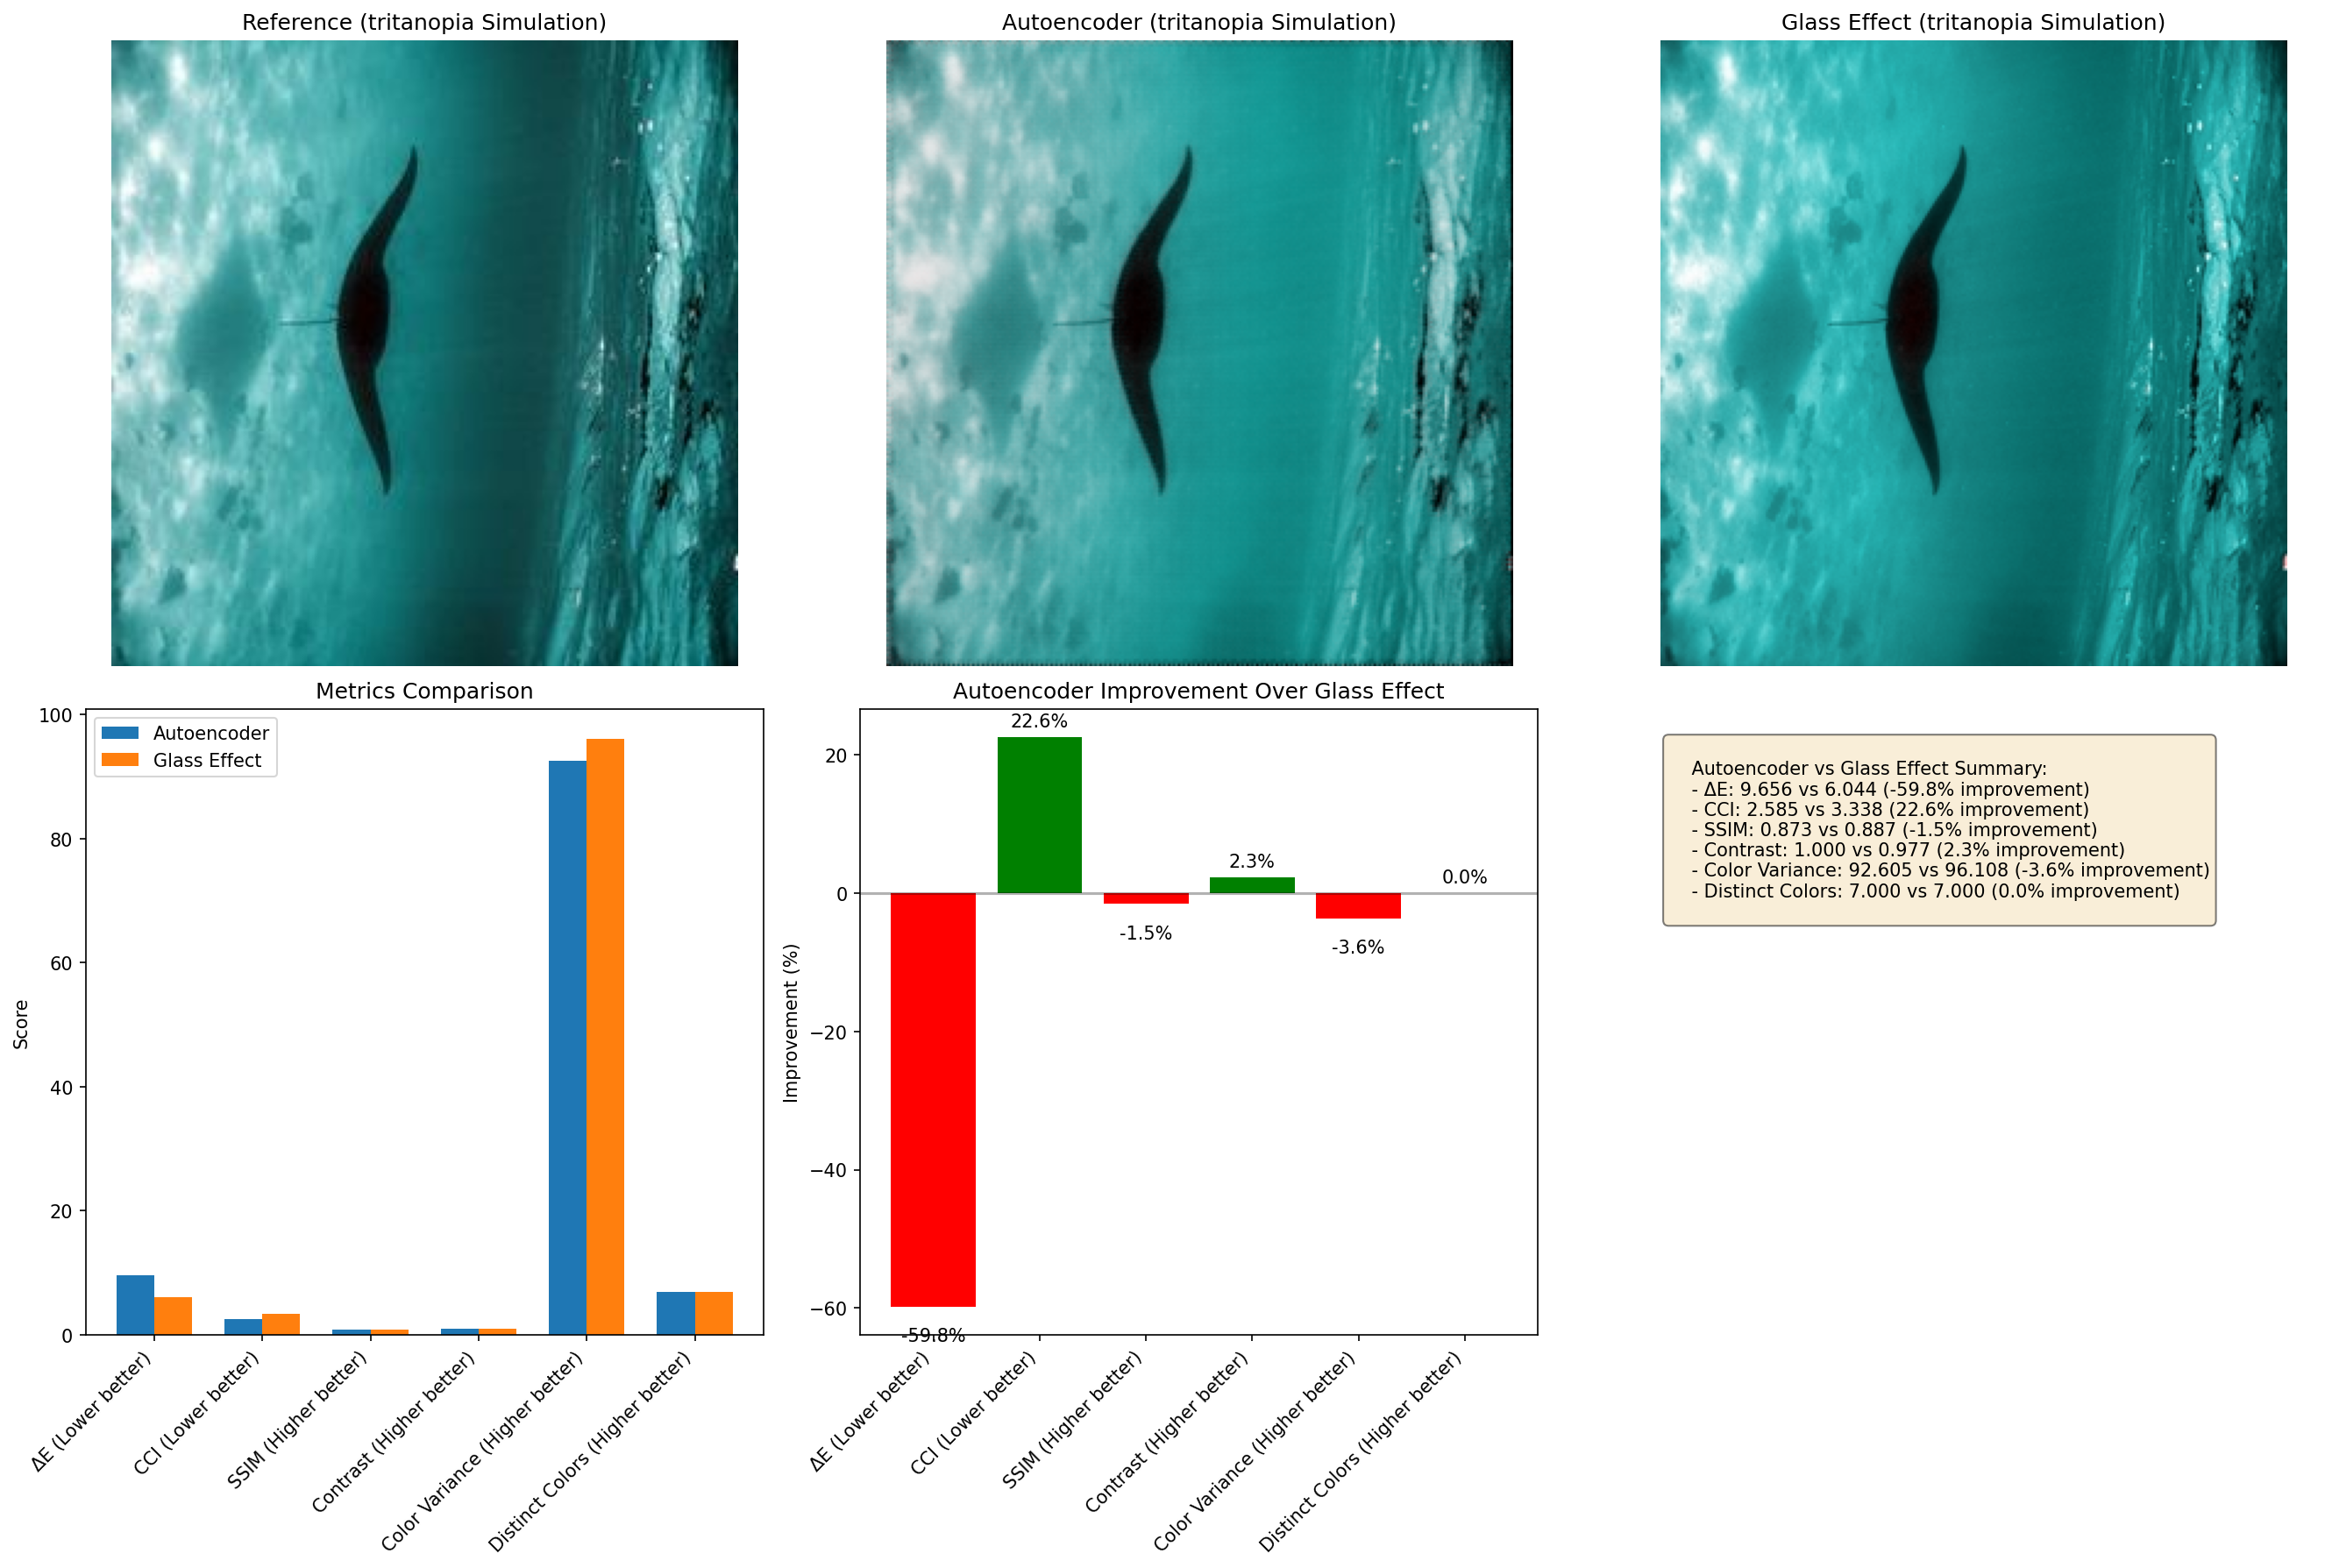 Reference (tritanopia Simulation)
Autoencoder (tritanopia Simulation)
Glass Effect (tritanopia Simulation)
Metrics Comparison
Score
100
80
60
40
20
0
Autoencoder
Glass Effect
ΔE (Lower better)
CCI (Lower better)
SSIM (Higher better)
Contrast (Higher better)
Color Variance (Higher better)
Distinct Colors (Higher better)
Autoencoder Improvement Over Glass Effect
Improvement (%)
20
0
−20
−40
−60
-59.8%
22.6%
-1.5%
2.3%
-3.6%
0.0%
ΔE (Lower better)
CCI (Lower better)
SSIM (Higher better)
Contrast (Higher better)
Color Variance (Higher better)
Distinct Colors (Higher better)
Autoencoder vs Glass Effect Summary:
- ΔE: 9.656 vs 6.044 (-59.8% improvement)
- CCI: 2.585 vs 3.338 (22.6% improvement)
- SSIM: 0.873 vs 0.887 (-1.5% improvement)
- Contrast: 1.000 vs 0.977 (2.3% improvement)
- Color Variance: 92.605 vs 96.108 (-3.6% improvement)
- Distinct Colors: 7.000 vs 7.000 (0.0% improvement)